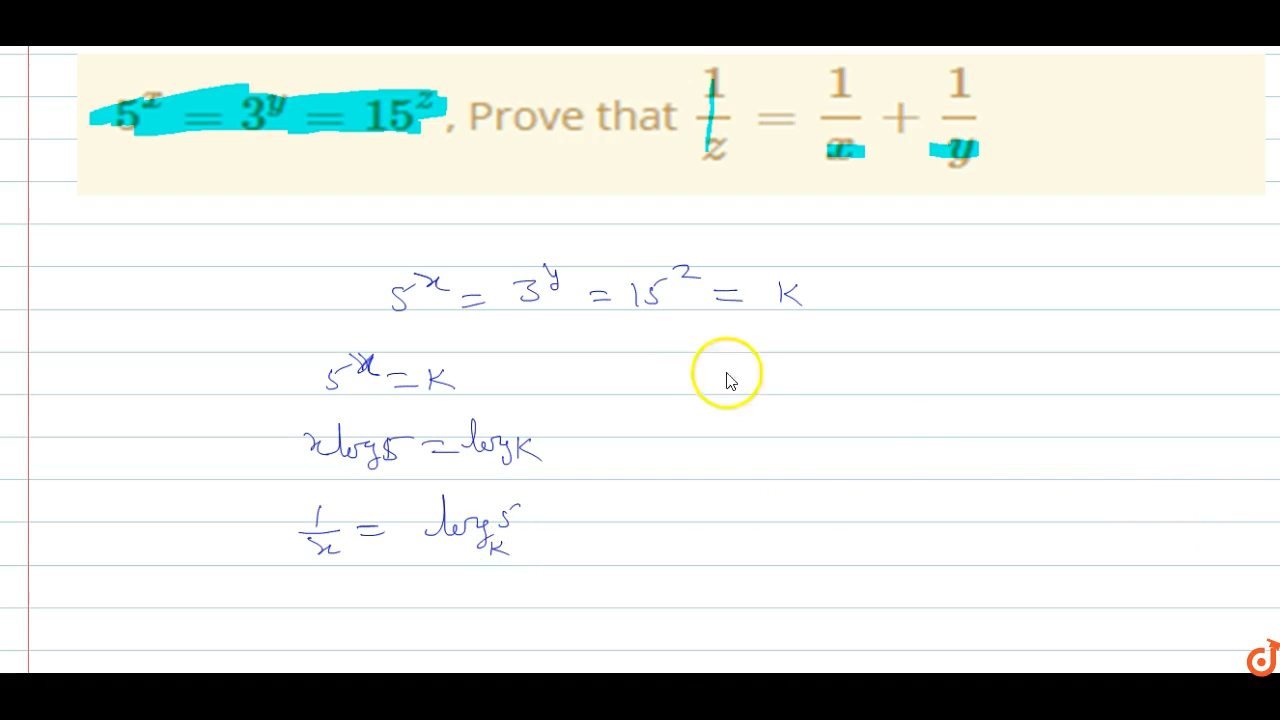 5^x = 3^y = 15^z , Prove that 1/z = 1/x + 1/y
5^x = 3^y = 15^z = K
5^x = K
x log 5 = log K
1/x = log_K 5